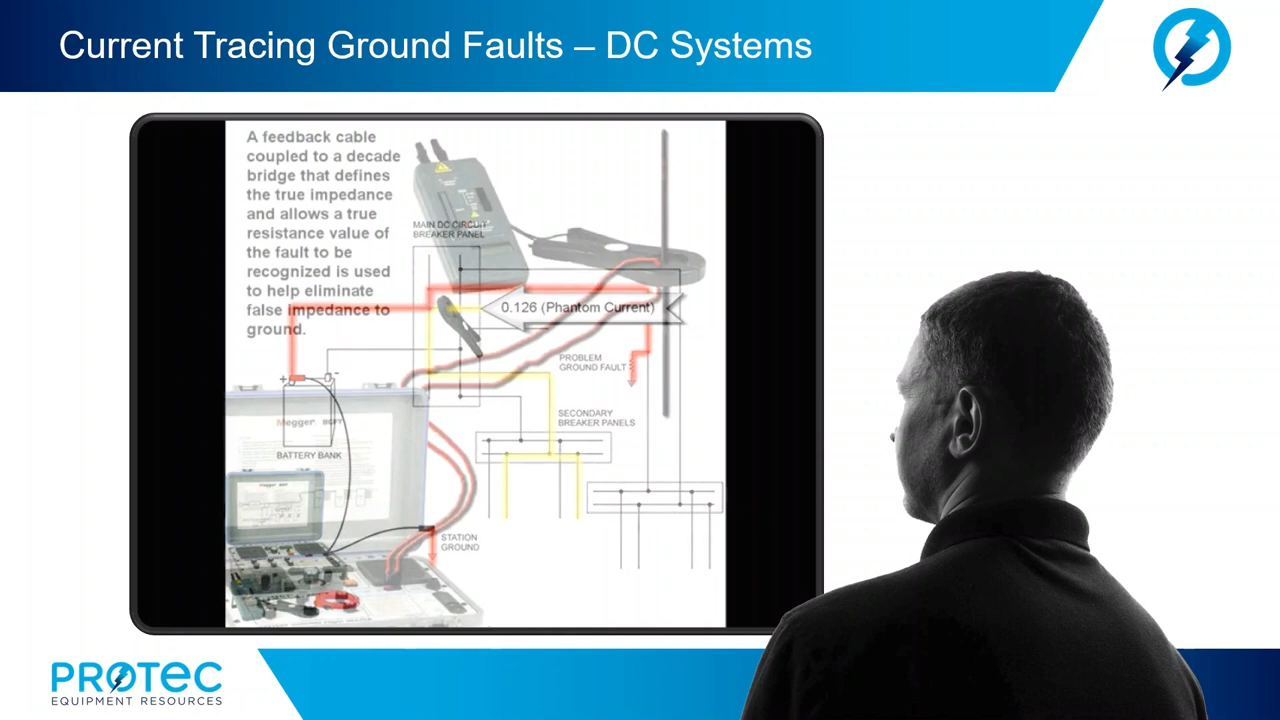 Current Tracing Ground Faults – DC Systems
A feedback cable
coupled to a decade
bridge that defines
the true impedance
and allows a true
resistance value of
the fault to be
recognized is used
to help eliminate
false impedance to
ground.
MAIN DC CIRCUIT
BREAKER PANEL
0.126 (Phantom Current)
PROBLEM
GROUND FAULT
+
-
SECONDARY
BREAKER PANELS
Megger
BATTERY BANK
Megger
STATION
GROUND
PROTEC
EQUIPMENT RESOURCES